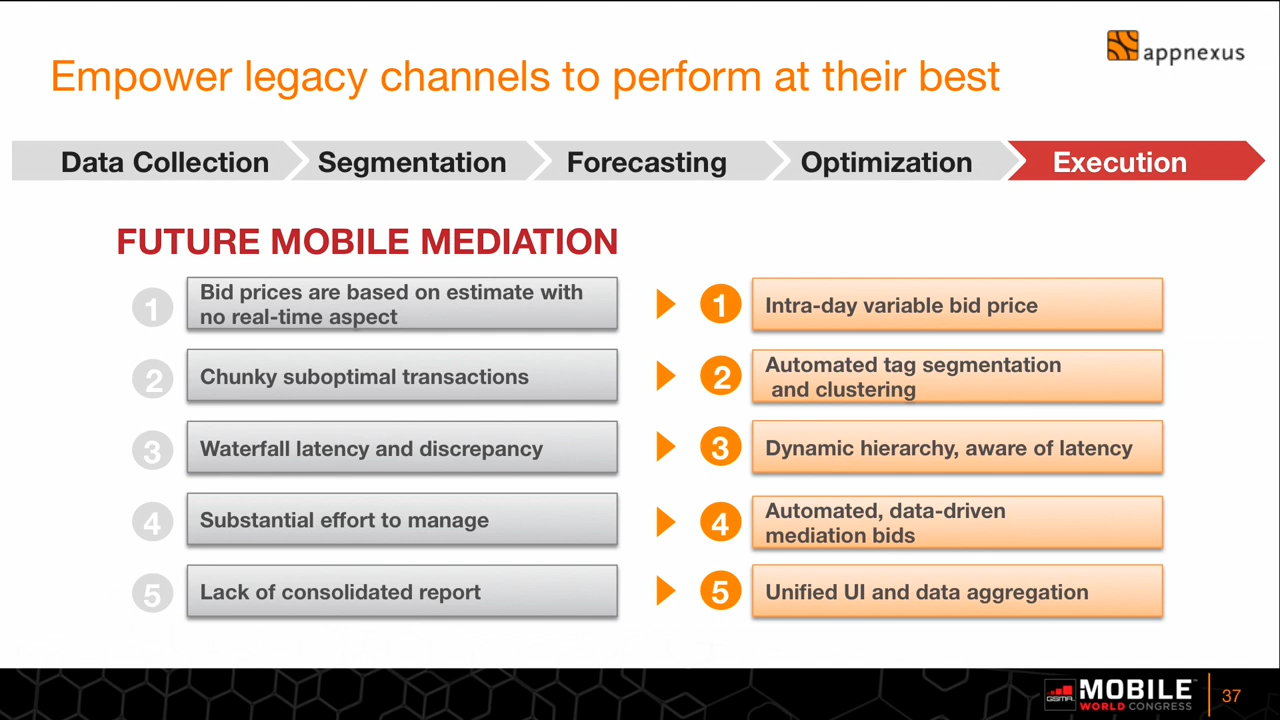 appnexus
Empower legacy channels to perform at their best
Data Collection
Segmentation
Forecasting
Optimization
Execution
FUTURE MOBILE MEDIATION
1
Bid prices are based on estimate with
no real-time aspect
1
Intra-day variable bid price
2
Chunky suboptimal transactions
2
Automated tag segmentation
and clustering
3
Waterfall latency and discrepancy
3
Dynamic hierarchy, aware of latency
4
Substantial effort to manage
4
Automated, data-driven
mediation bids
5
Lack of consolidated report
5
Unified UI and data aggregation
GSMA
MOBILE
WORLD CONGRESS
37